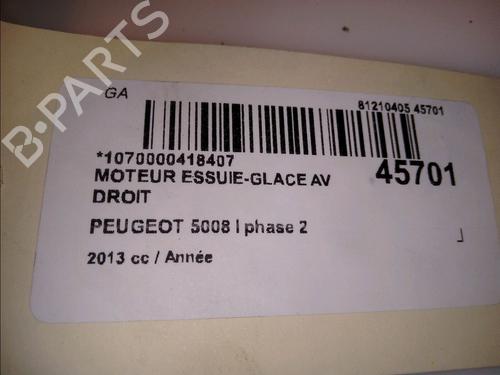 GA
81210405 45701
*1070000418407
45701
MOTEUR ESSUIE-GLACE AV
DROIT
PEUGEOT 5008 I phase 2
2013 cc / Année
B-PARTS